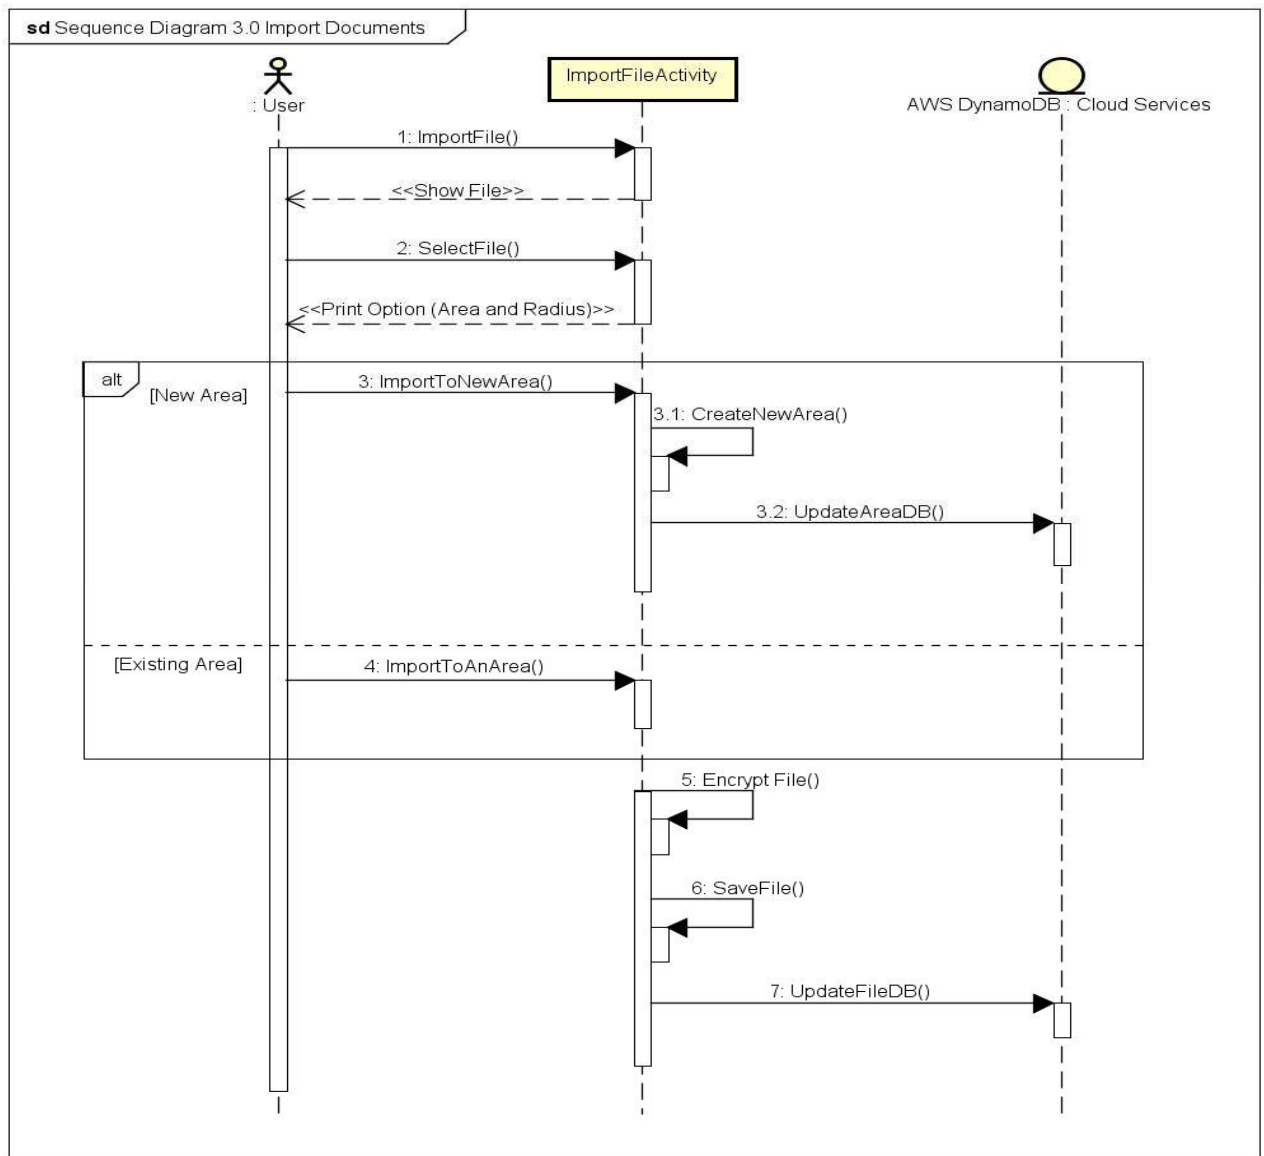 sd Sequence Diagram 3.0 Import Documents
: User
ImportFileActivity
AWS DynamoDB : Cloud Services
1: ImportFile()
<<Show File>>
2: SelectFile()
<<Print Option (Area and Radius)>>
alt
[New Area]
3: ImportToNewArea()
3.1: CreateNewArea()
3.2: UpdateAreaDB()
[Existing Area]
4: ImportToAnArea()
5: Encrypt File()
6: SaveFile()
7: UpdateFileDB()